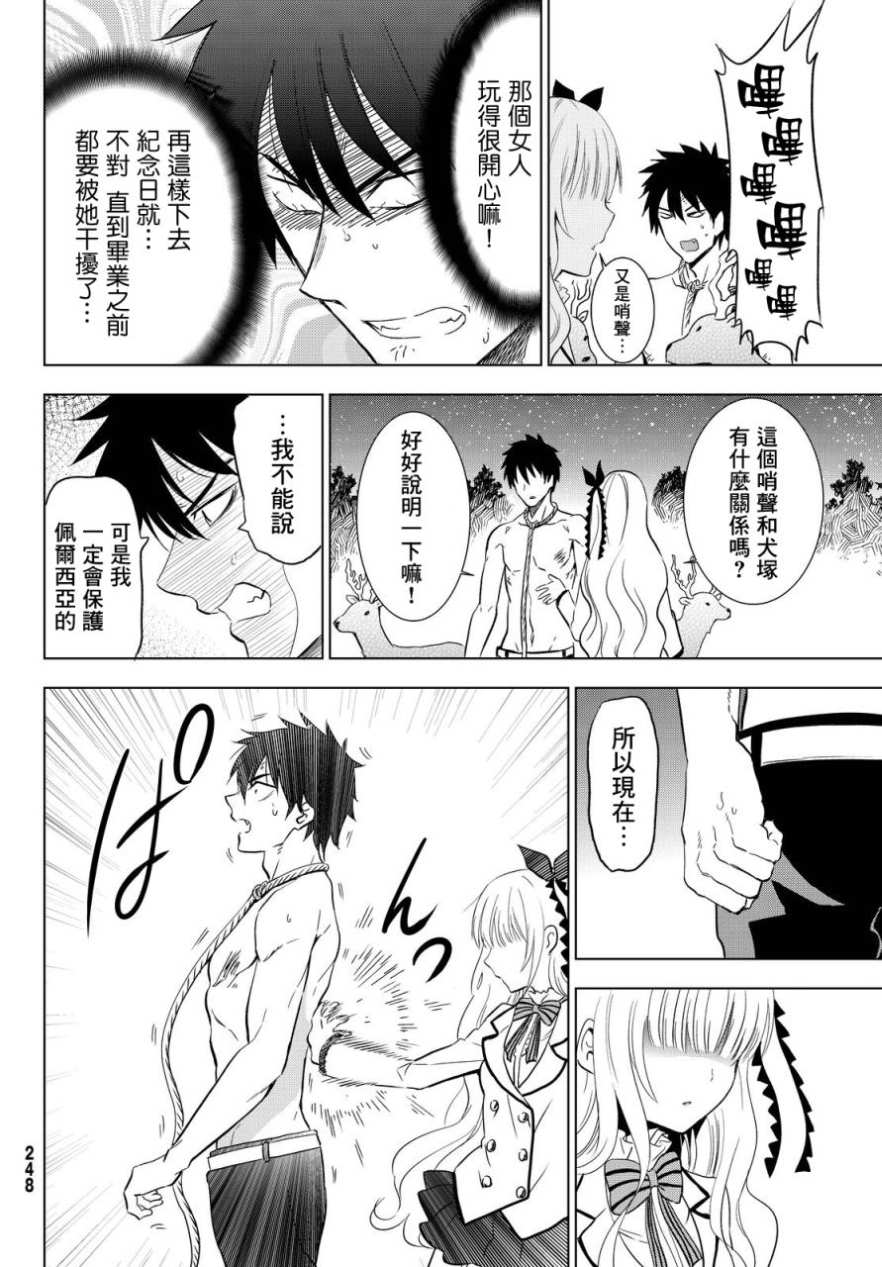 嗶嗶嗶嗶嗶嗶
又是哨聲…
那個女人
玩得很開心嘛！
再這樣下去
紀念日就…
不對 直到畢業之前
都要被她干擾了…
這個哨聲和犬塚
有什麼關係嗎？
好好說明一下嘛！
…我不能說
可是我
一定會保護
佩爾西亞的
所以現在…
ぱんっ
248